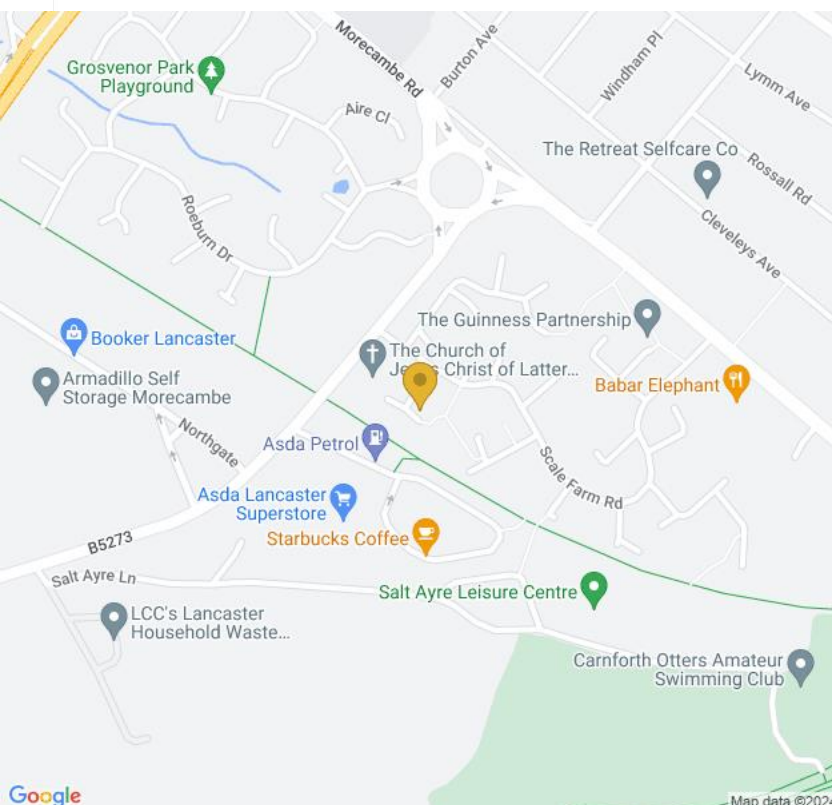 Morecambe Rd
Burton Ave
Windham Pl
Lymm Ave
Grosvenor Park
Playground
Aire Cl
The Retreat Selfcare Co
Rossall Rd
Cleveleys Ave
Roeburn Dr
The Guinness Partnership
Booker Lancaster
The Church of
Jesus Christ of Latter...
Armadillo Self
Storage Morecambe
Babar Elephant
Northgate
Asda Petrol
Scale Farm Rd
Asda Lancaster
Superstore
Starbucks Coffee
B5273
Salt Ayre Ln
Salt Ayre Leisure Centre
LCC's Lancaster
Household Waste...
Carnforth Otters Amateur
Swimming Club
Google
Map data ©2024